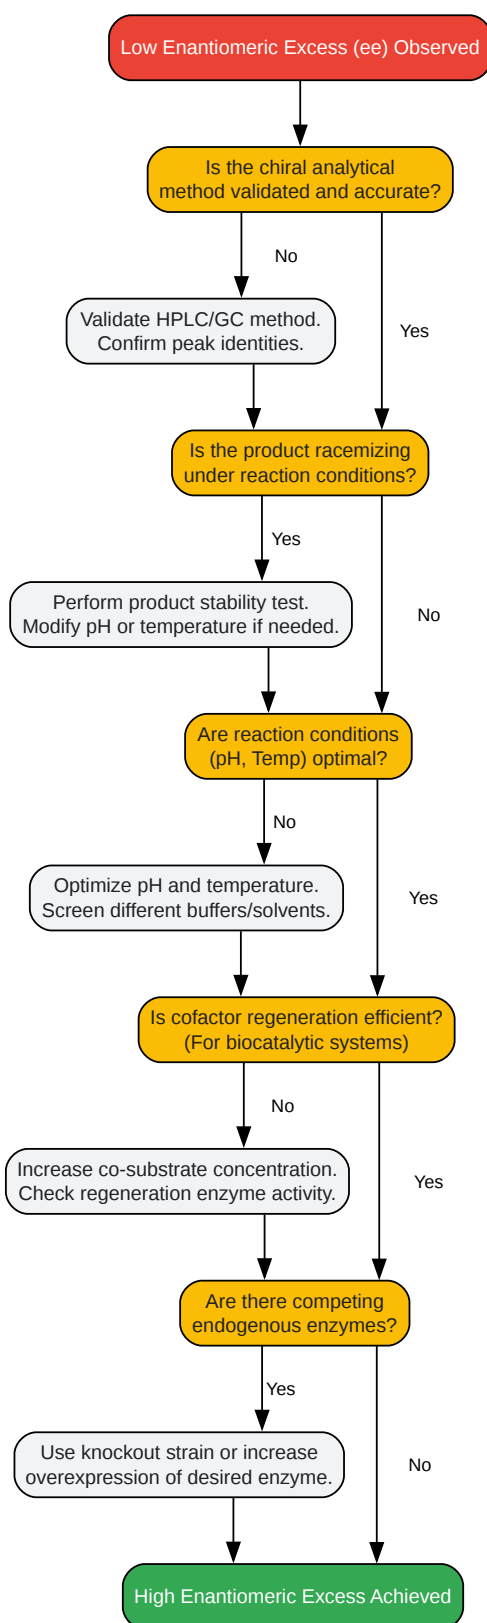 Low Enantiomeric Excess (ee) Observed
Is the chiral analytical
method validated and accurate?
No
Validate HPLC/GC method.
Confirm peak identities.
Yes
Is the product racemizing
under reaction conditions?
Yes
Perform product stability test.
Modify pH or temperature if needed.
No
Are reaction conditions
(pH, Temp) optimal?
No
Optimize pH and temperature.
Screen different buffers/solvents.
Yes
Is cofactor regeneration efficient?
(For biocatalytic systems)
No
Increase co-substrate concentration.
Check regeneration enzyme activity.
Yes
Are there competing
endogenous enzymes?
Yes
Use knockout strain or increase
overexpression of desired enzyme.
No
High Enantiomeric Excess Achieved